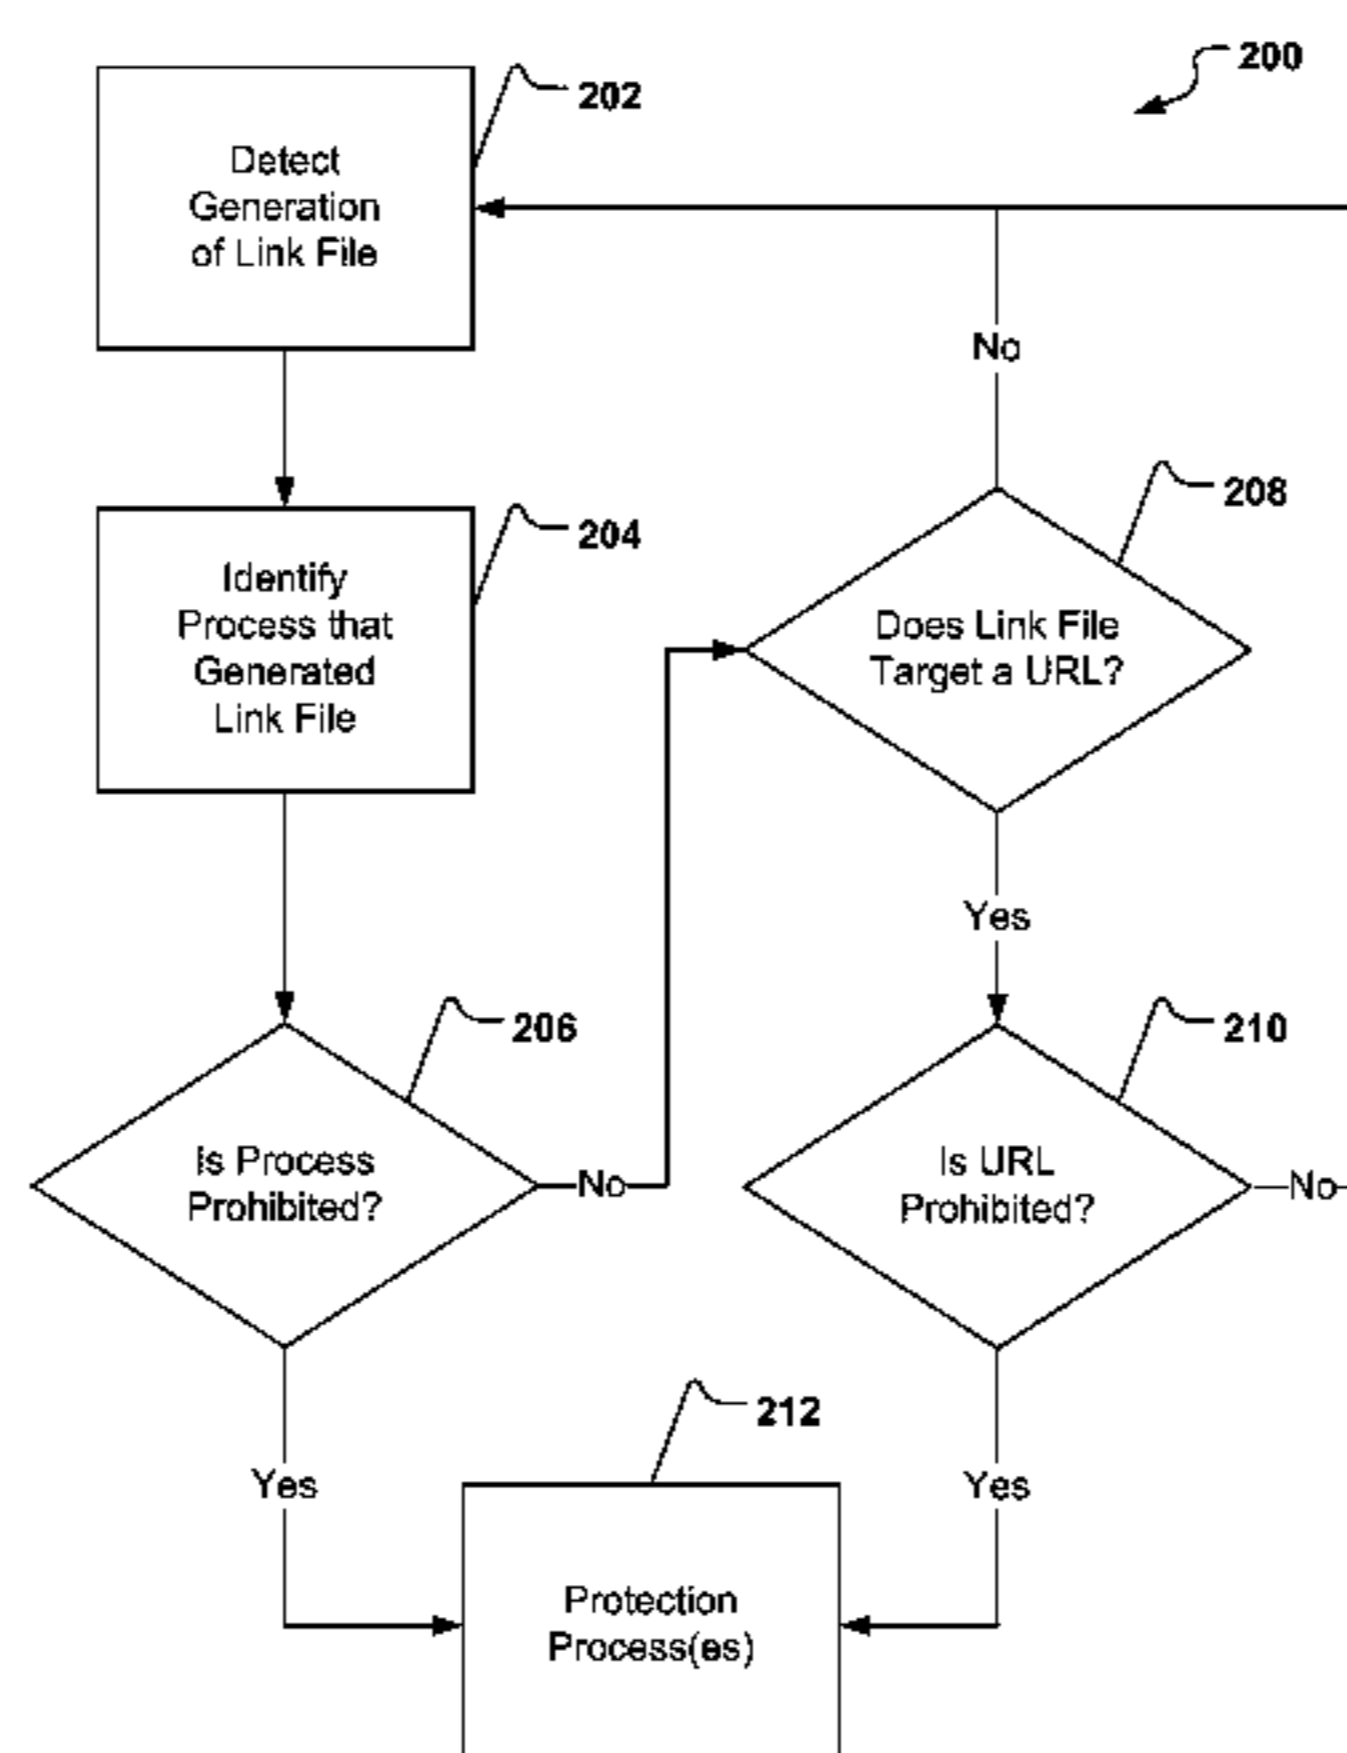 200
202
Detect
Generation
of Link File
No
204
Identify
Process that
Generated
Link File
208
Does Link File
Target a URL?
Yes
206
Is Process
Prohibited?
No
210
Is URL
Prohibited?
No
212
Yes
Yes
Protection
Process(es)